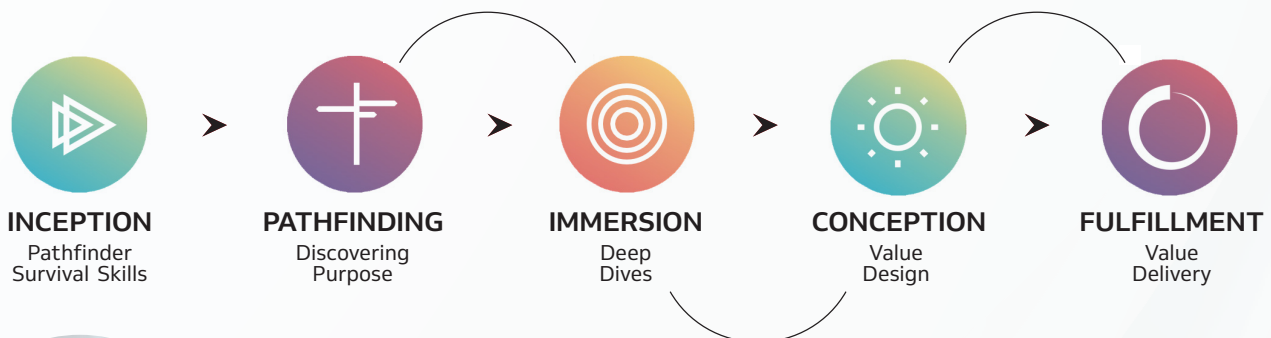 INCEPTION
Pathfinder
Survival Skills
PATHFINDING
Discovering
Purpose
IMMERSION
Deep
Dives
CONCEPTION
Value
Design
FULFILLMENT
Value
Delivery